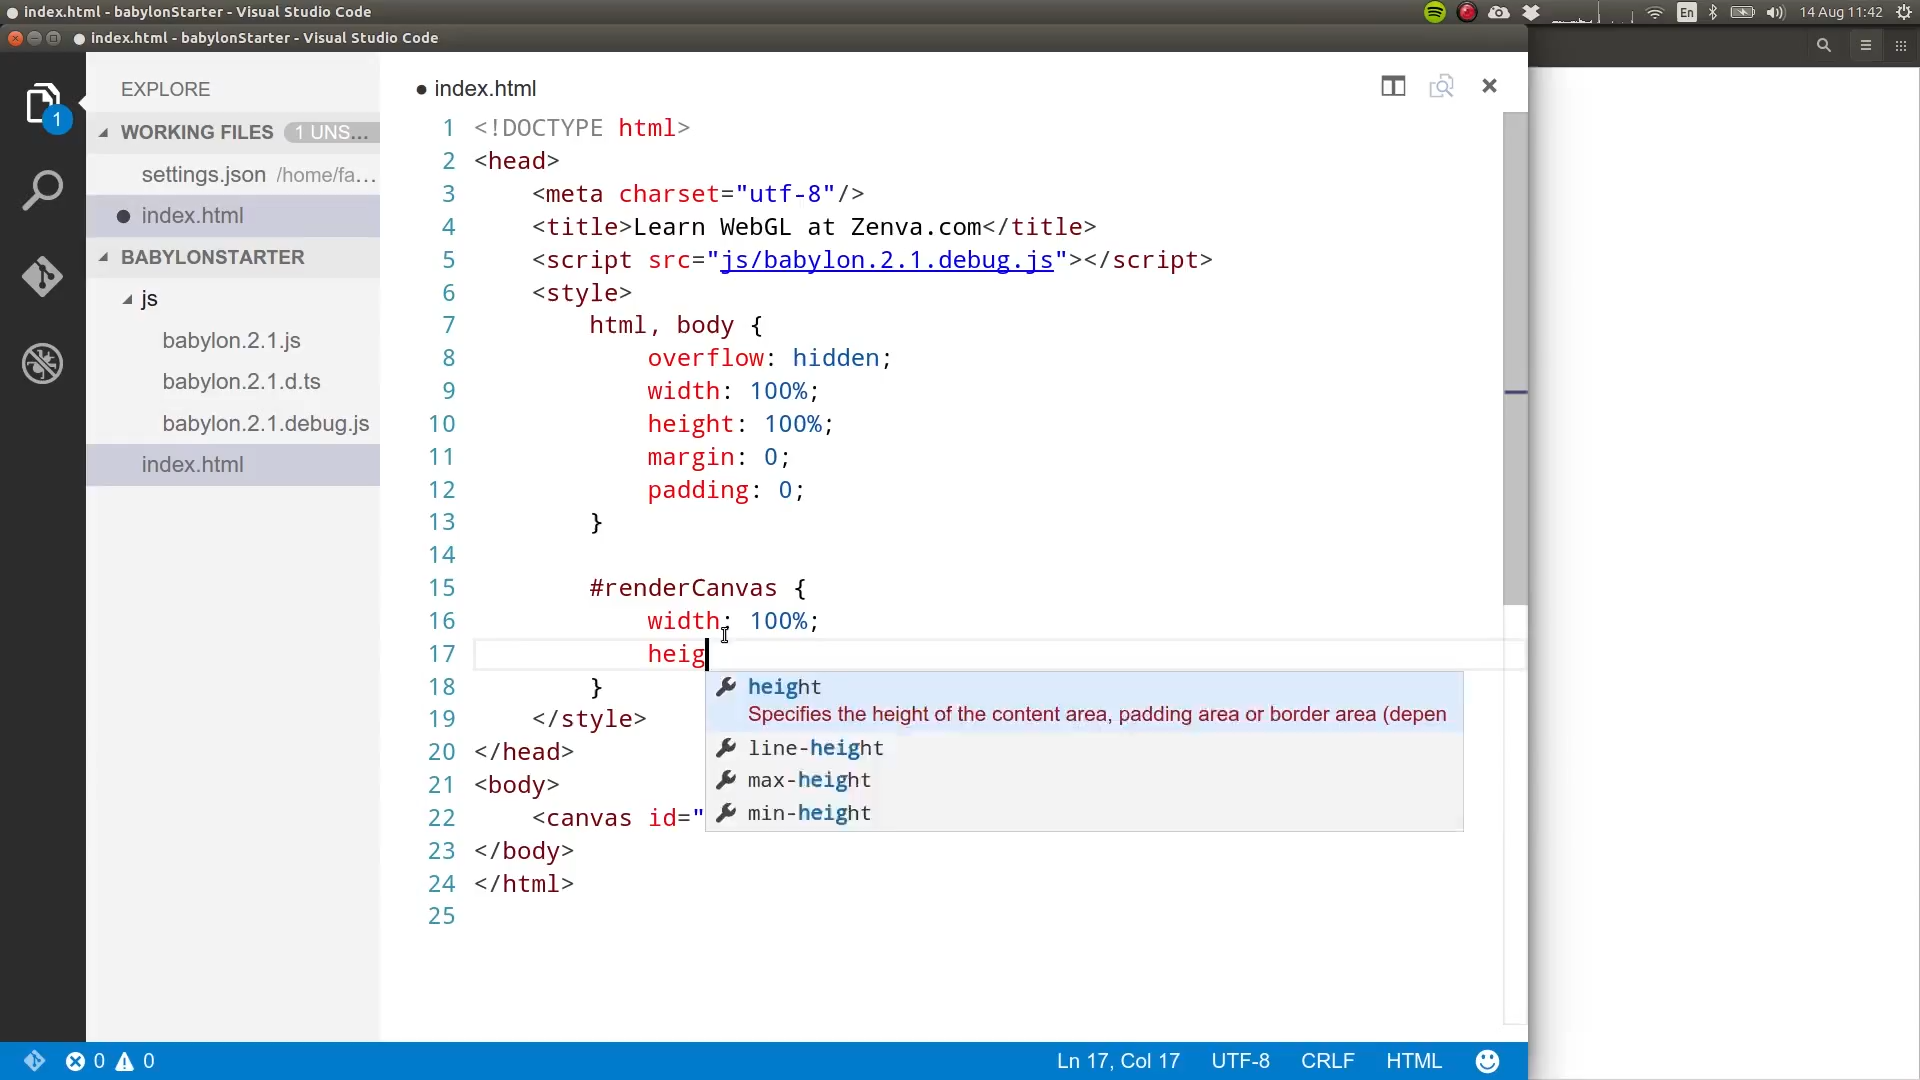 index.html - babylonStarter - Visual Studio Code
En
14 Aug 11:42
index.html - babylonStarter - Visual Studio Code
EXPLORE
1
WORKING FILES 1 UNS...
settings.json /home/fa...
index.html
BABYLONSTARTER
js
babylon.2.1.js
babylon.2.1.d.ts
babylon.2.1.debug.js
index.html
index.html
1 <!DOCTYPE html>
2 <head>
3 <meta charset="utf-8"/>
4 <title>Learn WebGL at Zenva.com</title>
5 <script src="js/babylon.2.1.debug.js"></script>
6 <style>
7 html, body {
8 overflow: hidden;
9 width: 100%;
10 height: 100%;
11 margin: 0;
12 padding: 0;
13 }
14
15 #renderCanvas {
16 width: 100%;
17 heig
18 }
19 </style>
20 </head>
21 <body>
22 <canvas id="
23 </body>
24 </html>
25
height
Specifies the height of the content area, padding area or border area (depen
line-height
max-height
min-height
0 0
Ln 17, Col 17 UTF-8 CRLF HTML